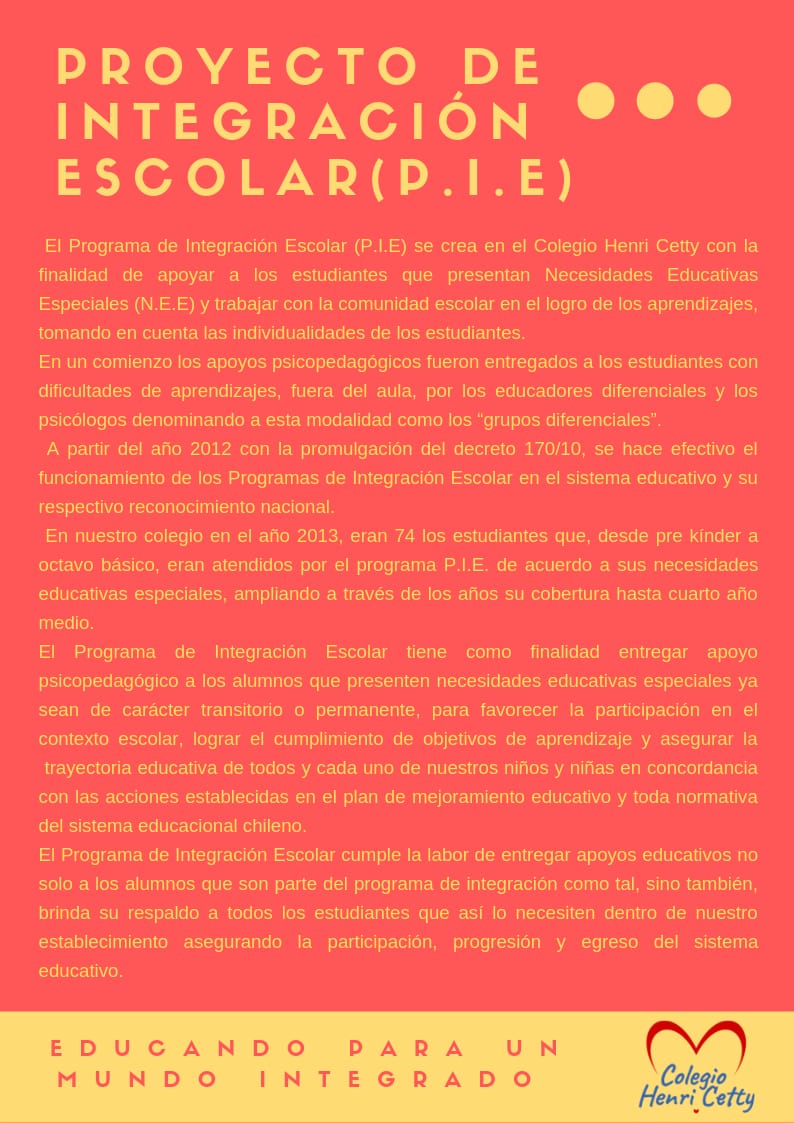 PROYECTO DE
INTEGRACIÓN
ESCOLAR(P.I.E)
El Programa de Integración Escolar (P.I.E) se crea en el Colegio Henri Cetty con la
finalidad de apoyar a los estudiantes que presentan Necesidades Educativas
Especiales (N.E.E) y trabajar con la comunidad escolar en el logro de los aprendizajes,
tomando en cuenta las individualidades de los estudiantes.
En un comienzo los apoyos psicopedagógicos fueron entregados a los estudiantes con
dificultades de aprendizajes, fuera del aula, por los educadores diferenciales y los
psicólogos denominando a esta modalidad como los “grupos diferenciales”.
A partir del año 2012 con la promulgación del decreto 170/10, se hace efectivo el
funcionamiento de los Programas de Integración Escolar en el sistema educativo y su
respectivo reconocimiento nacional.
En nuestro colegio en el año 2013, eran 74 los estudiantes que, desde pre kínder a
octavo básico, eran atendidos por el programa P.I.E. de acuerdo a sus necesidades
educativas especiales, ampliando a través de los años su cobertura hasta cuarto año
medio.
El Programa de Integración Escolar tiene como finalidad entregar apoyo
psicopedagógico a los alumnos que presenten necesidades educativas especiales ya
sean de carácter transitorio o permanente, para favorecer la participación en el
contexto escolar, lograr el cumplimiento de objetivos de aprendizaje y asegurar la
trayectoria educativa de todos y cada uno de nuestros niños y niñas en concordancia
con las acciones establecidas en el plan de mejoramiento educativo y toda normativa
del sistema educacional chileno.
El Programa de Integración Escolar cumple la labor de entregar apoyos educativos no
solo a los alumnos que son parte del programa de integración como tal, sino también,
brinda su respaldo a todos los estudiantes que así lo necesiten dentro de nuestro
establecimiento asegurando la participación, progresión y egreso del sistema
educativo.
EDUCANDO PARA UN
MUNDO INTEGRADO
Colegio
Henri Cetty